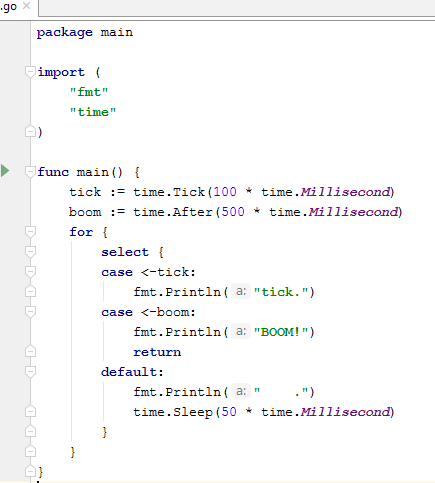 .go
package main
import (
"fmt"
"time"
)
func main() {
tick := time.Tick(100 * time.Millisecond)
boom := time.After(500 * time.Millisecond)
for {
select {
case <-tick:
fmt.Println( a: "tick.")
case <-boom:
fmt.Println( a: "BOOM!")
return
default:
fmt.Println( a: "    .")
time.Sleep(50 * time.Millisecond)
}
}
}